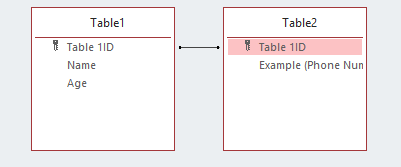 Table1
Table 1ID
Name
Age
Table2
Table 1ID
Example (Phone Num